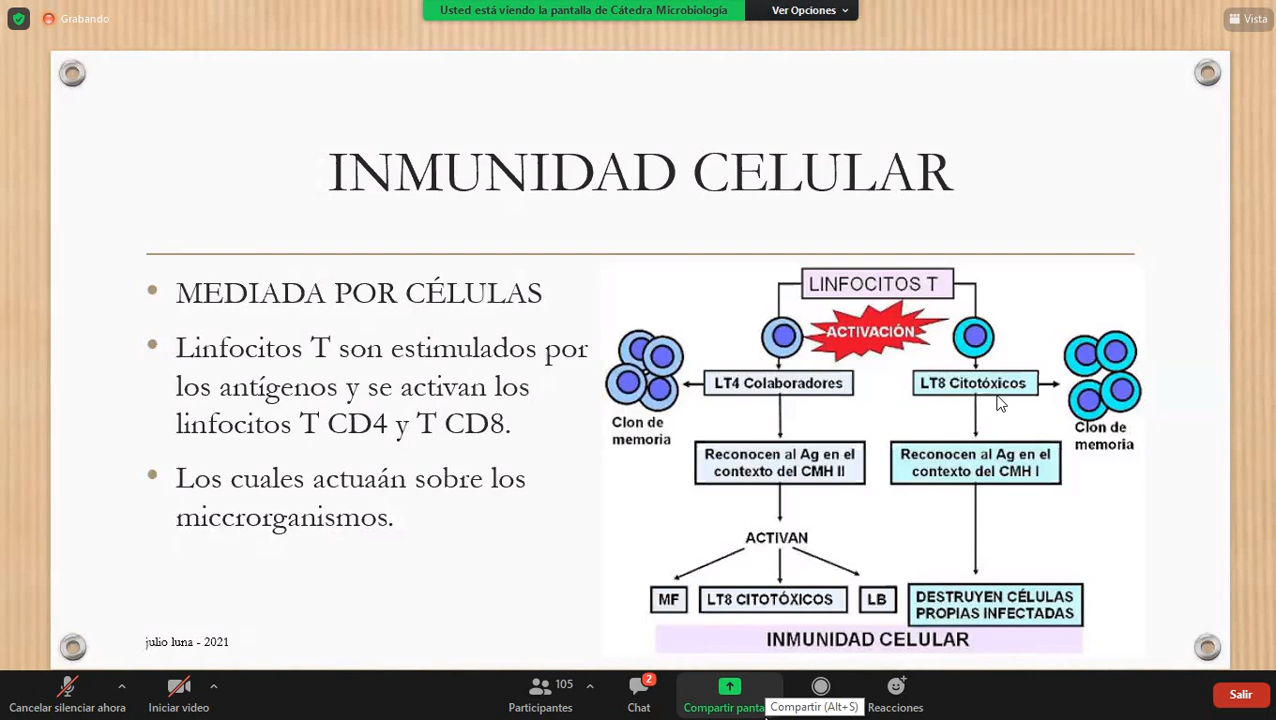 Grabando
Usted está viendo la pantalla de Cátedra Microbiología
Ver Opciones
Vista
INMUNIDAD CELULAR
MEDIADA POR CÉLULAS
Linfocitos T son estimulados por
los antígenos y se activan los
linfocitos T CD4 y T CD8.
Los cuales actuaán sobre los
miccrorganismos.
julio luna - 2021
LINFOCITOS T
ACTIVACIÓN
LT4 Colaboradores
LT8 Citotóxicos
Clon de
memoria
Clon de
memoria
Reconocen al Ag en el
contexto del CMH II
Reconocen al Ag en el
contexto del CMH I
ACTIVAN
MF
LT8 CITOTÓXICOS
LB
DESTRUYEN CÉLULAS
PROPIAS INFECTADAS
INMUNIDAD CELULAR
Cancelar silenciar ahora
Iniciar video
105
Participantes
2
Chat
Compartir panta
Compartir (Alt+S)
Reacciones
Salir